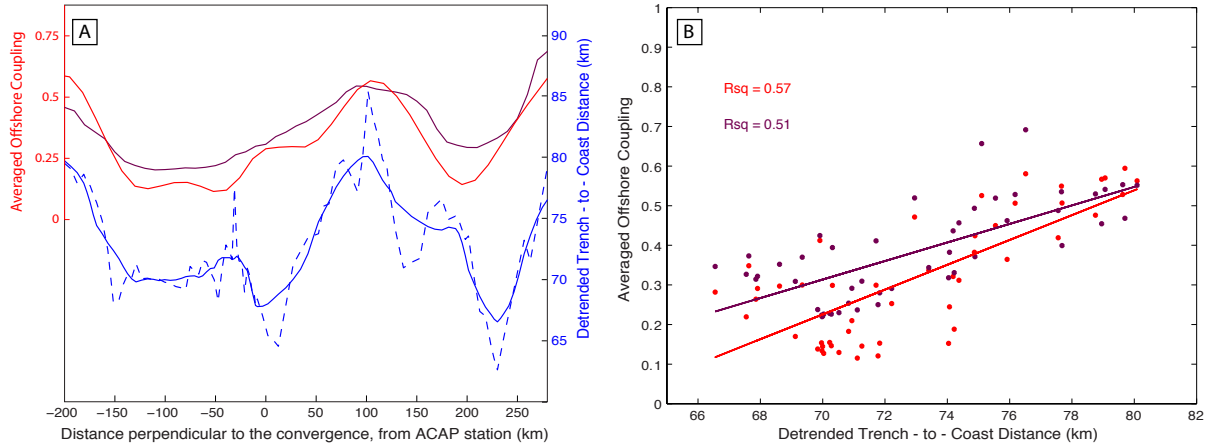 A
Averaged Offshore Coupling
0.75
0.5
0.25
0
90
85
80
75
70
65
Detrended Trench - to - Coast Distance (km)
-200 -150 -100 -50 0 50 100 150 200 250
Distance perpendicular to the convergence, from ACAP station (km)
B
Averaged Offshore Coupling
1
0.9
0.8
0.7
0.6
0.5
0.4
0.3
0.2
0.1
0
Rsq = 0.57
Rsq = 0.51
66 68 70 72 74 76 78 80 82
Detrended Trench - to - Coast Distance (km)